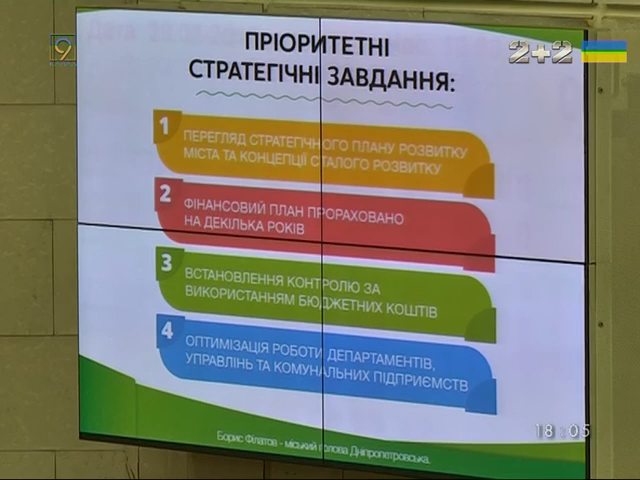 9
2+2
ПРІОРИТЕТНІ
СТРАТЕГІЧНІ ЗАВДАННЯ:
1
ПЕРЕГЛЯД СТРАТЕГІЧНОГО ПЛАНУ РОЗВИТКУ
МІСТА ТА КОНЦЕПЦІЇ СТАЛОГО РОЗВИТКУ
2
ФІНАНСОВИЙ ПЛАН ПРОРАХОВАНО
НА ДЕКІЛЬКА РОКІВ
3
ВСТАНОВЛЕННЯ КОНТРОЛЮ ЗА
ВИКОРИСТАННЯМ БЮДЖЕТНИХ КОШТІВ
4
ОПТИМІЗАЦІЯ РОБОТИ ДЕПАРТАМЕНТІВ,
УПРАВЛІНЬ ТА КОМУНАЛЬНИХ ПІДПРИЄМСТВ
Борис Філатов - міський голова Дніпропетровська.
18:05